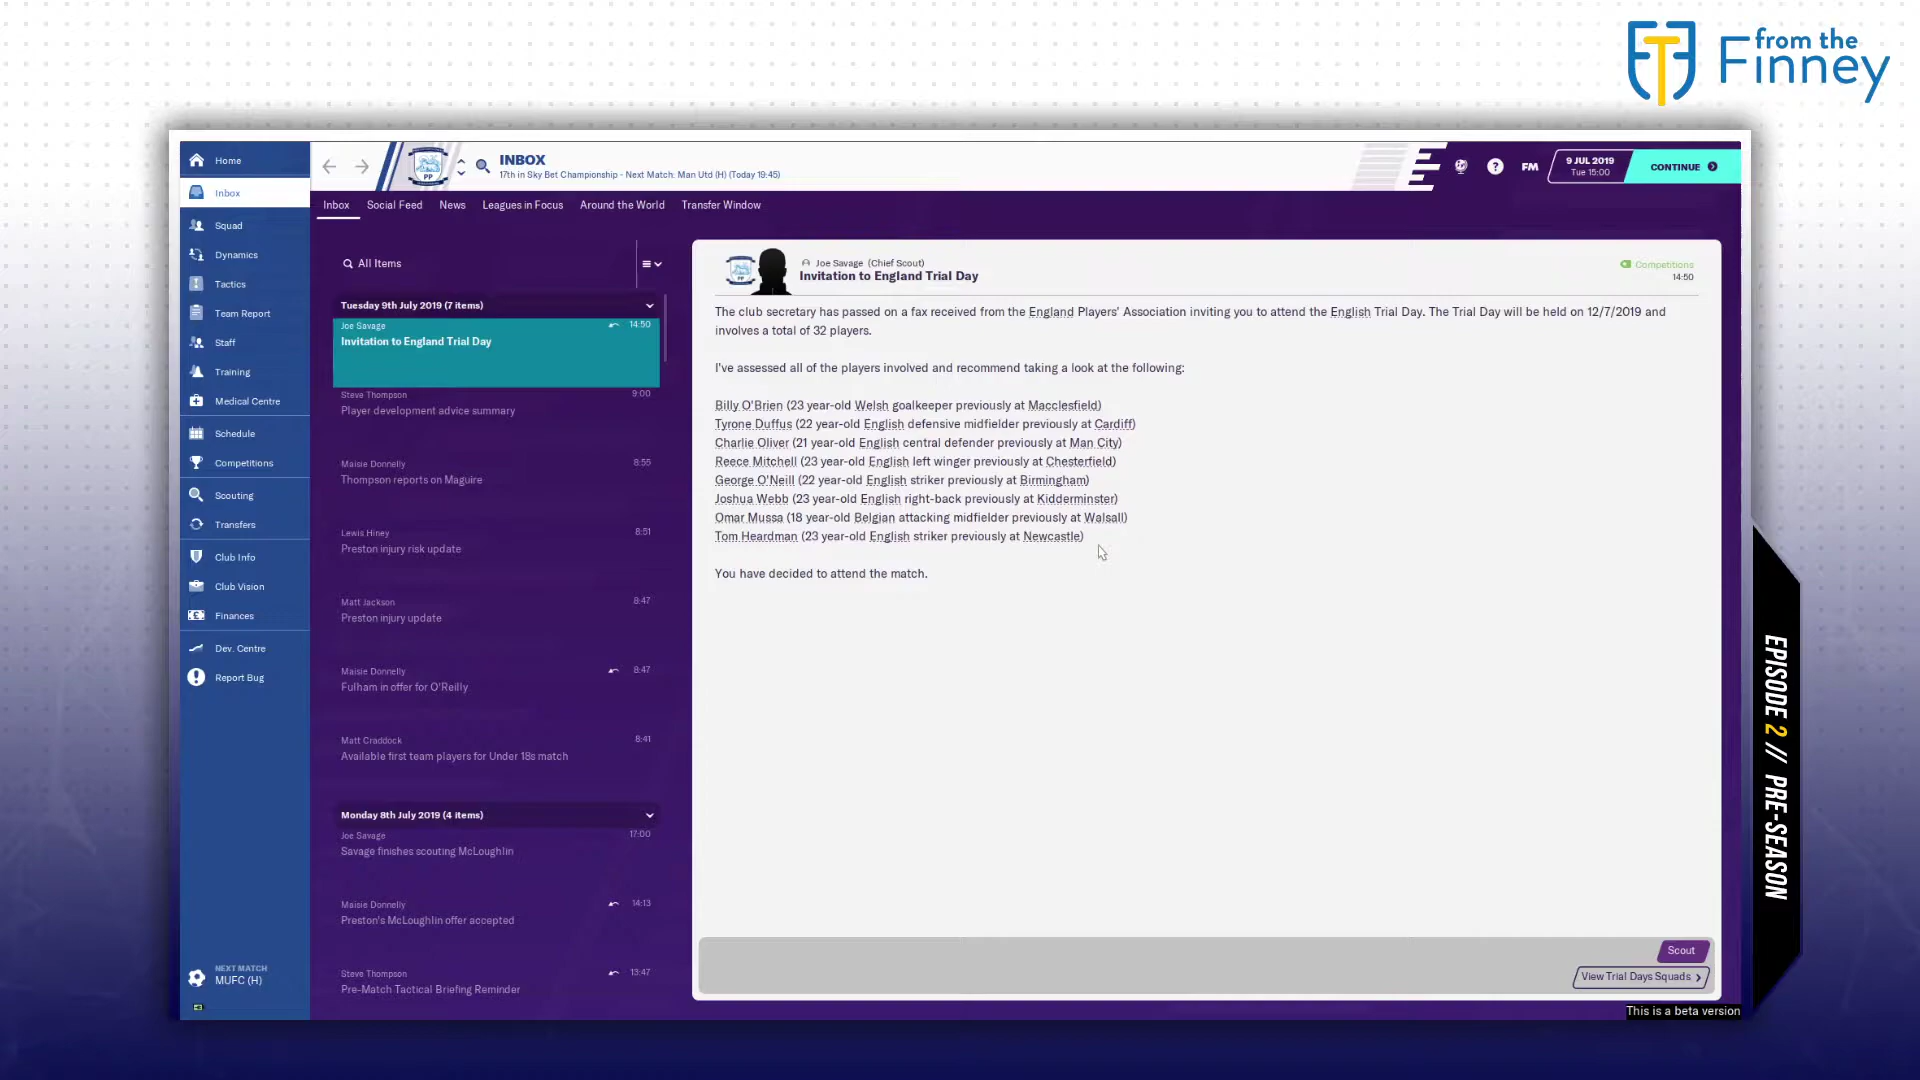 from the
Finney
Home
Inbox
Squad
Dynamics
Tactics
Team Report
Staff
Training
Medical Centre
Schedule
Competitions
Scouting
Transfers
Club Info
Club Vision
Finances
Dev. Centre
Report Bug
NEXT MATCH
MUFC (H)
PP
INBOX
17th in Sky Bet Championship - Next Match: Man Utd (H) (Today 19:45)
?
FM
9 JUL 2019
Tue 15:00
CONTINUE
Inbox Social Feed News Leagues in Focus Around the World Transfer Window
All Items
Tuesday 9th July 2019 (7 items)
Joe Savage 14:50
Invitation to England Trial Day
Steve Thompson 9:00
Player development advice summary
Maisie Donnelly 8:55
Thompson reports on Maguire
Lewis Hiney 8:51
Preston injury risk update
Matt Jackson 8:47
Preston injury update
Maisie Donnelly 8:47
Fulham in offer for O'Reilly
Matt Craddock 8:41
Available first team players for Under 18s match
Monday 8th July 2019 (4 items)
Joe Savage 17:00
Savage finishes scouting McLoughlin
Maisie Donnelly 14:13
Preston's McLoughlin offer accepted
Steve Thompson 13:47
Pre-Match Tactical Briefing Reminder
PP
Joe Savage (Chief Scout)
Invitation to England Trial Day
Competitions
14:50
The club secretary has passed on a fax received from the England Players' Association inviting you to attend the English Trial Day. The Trial Day will be held on 12/7/2019 and
involves a total of 32 players.
I've assessed all of the players involved and recommend taking a look at the following:
Billy O'Brien (23 year-old Welsh goalkeeper previously at Macclesfield)
Tyrone Duffus (22 year-old English defensive midfielder previously at Cardiff)
Charlie Oliver (21 year-old English central defender previously at Man City)
Reece Mitchell (23 year-old English left winger previously at Chesterfield)
George O'Neill (22 year-old English striker previously at Birmingham)
Joshua Webb (23 year-old English right-back previously at Kidderminster)
Omar Mussa (18 year-old Belgian attacking midfielder previously at Walsall)
Tom Heardman (23 year-old English striker previously at Newcastle)
You have decided to attend the match.
Scout
View Trial Days Squads
This is a beta version
EPISODE 2 // PRE-SEASON